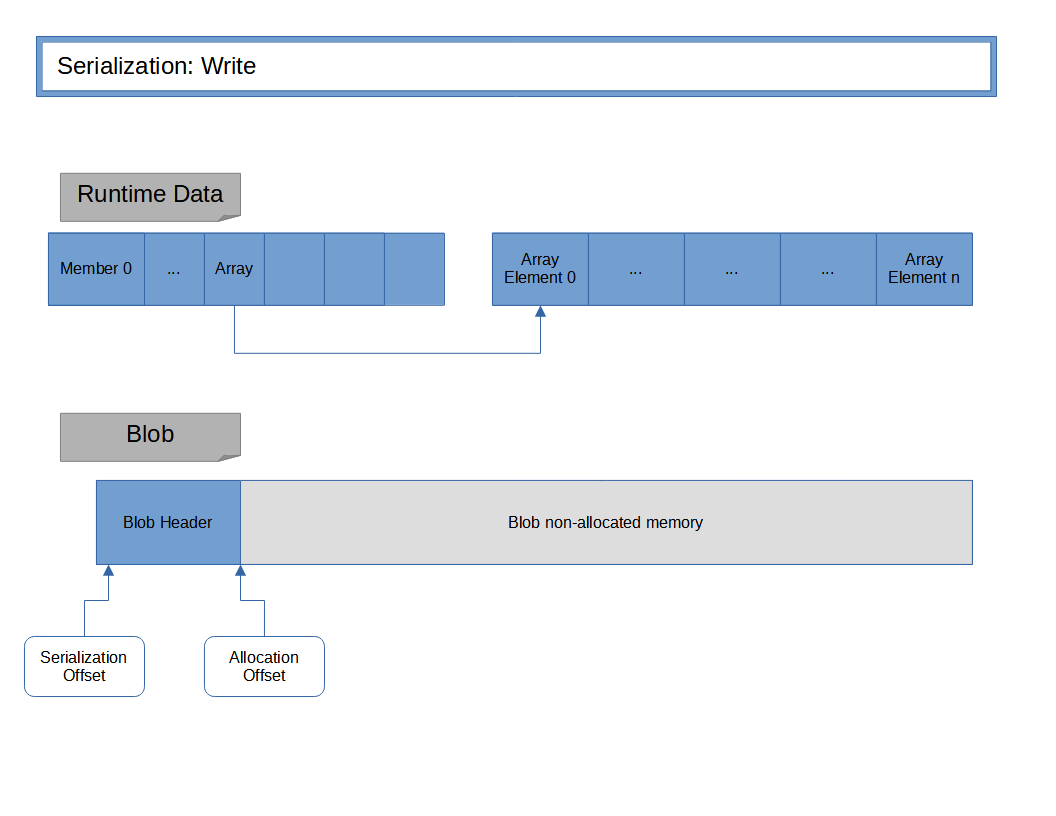 Serialization: Write
Runtime Data
Member 0
...
Array
Array
Element 0
...
...
...
Array
Element n
Blob
Blob Header
Blob non-allocated memory
Serialization
Offset
Allocation
Offset